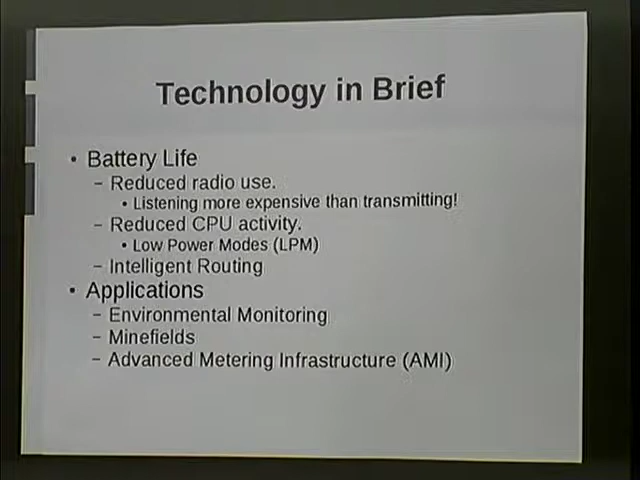 Technology in Brief
• Battery Life
– Reduced radio use.
• Listening more expensive than transmitting!
– Reduced CPU activity.
• Low Power Modes (LPM)
– Intelligent Routing
• Applications
– Environmental Monitoring
– Minefields
– Advanced Metering Infrastructure (AMI)